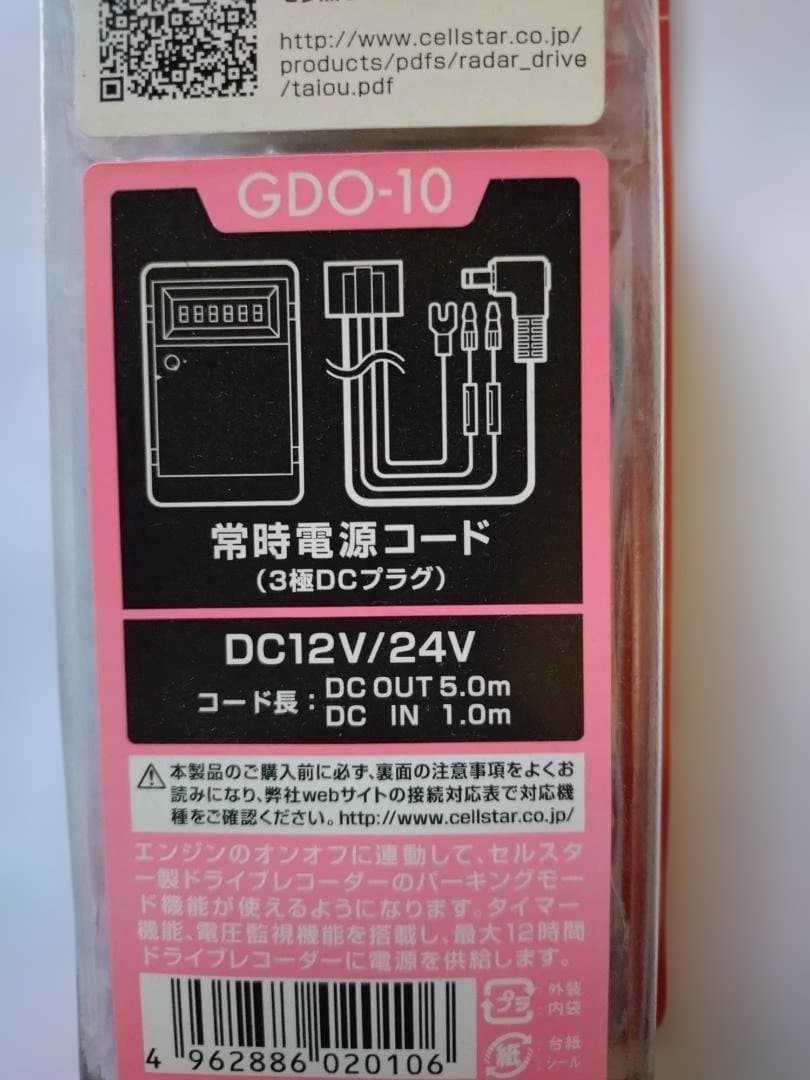 http://www.cellstar.co.jp/
products/pdfs/radar_drive
/taiou.pdf
GDO-10
常時電源コード
(3極DCプラグ)
DC12V/24V
コード長：DC OUT 5.0m
DC IN 1.0m
本製品のご購入前に必ず、裏面の注意事項をよくお
読みになり、弊社webサイトの接続対応表で対応機
種をご確認ください。http://www.cellstar.co.jp/
エンジンのオンオフに連動して、セルスタ
ー製ドライブレコーダーのパーキングモー
ド機能が使えるようになります。タイマー
機能、電圧監視機能を搭載し、最大12時間
ドライブレコーダーに電源を供給します。
プラ
外装
内袋
紙
台紙
シール
4 962886 020106